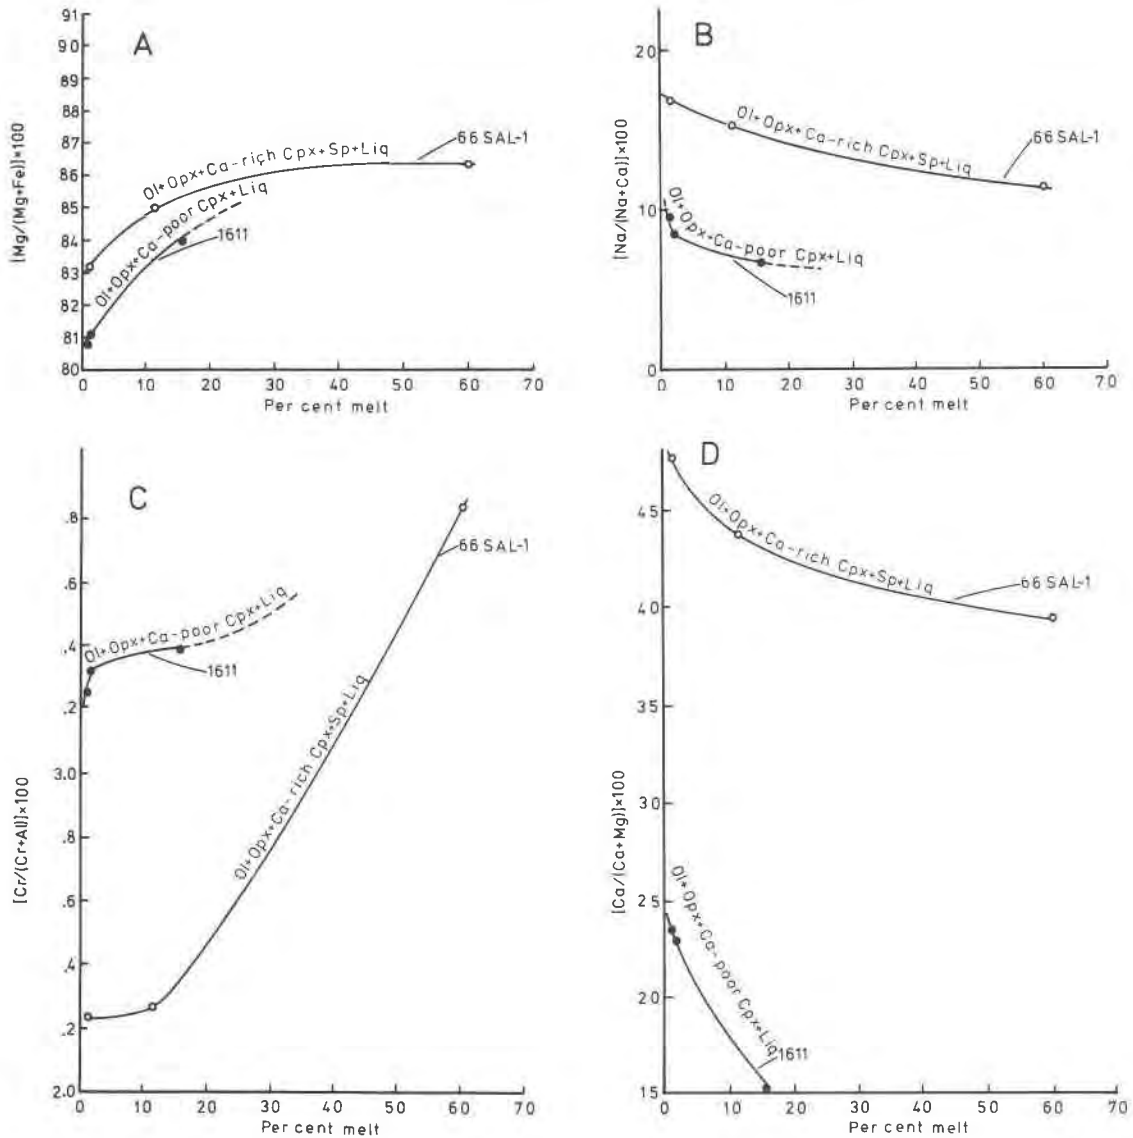 A
[Mg/(Mg+Fe)]×100
91
90
89
88
87
86
85
84
83
82
81
80
0 10 20 30 40 50 60 70
Per cent melt
Ol+Opx+Ca-rich Cpx+Sp+Liq
66 SAL-1
Ol+Opx+Ca-poor Cpx+Liq
1611
B
[Na/(Na+Ca)]×100
20
10
0
0 10 20 30 40 50 60 70
Per cent melt
Ol+Opx+Ca-rich Cpx+Sp+Liq
66 SAL-1
Ol+Opx+Ca-poor Cpx+Liq
1611
C
[Cr/(Cr+Al)]×100
.8
.6
.4
.2
3.0
.8
.6
.4
.2
2.0
0 10 20 30 40 50 60 70
Per cent melt
Ol+Opx+Ca-poor Cpx+Liq
1611
Ol+Opx+Ca-rich Cpx+Sp+Liq
66 SAL-1
D
[Ca/(Ca+Mg)]×100
45
40
35
30
25
20
15
0 10 20 30 40 50 60 70
Per cent melt
Ol+Opx+Ca-rich Cpx+Sp+Liq
66 SAL-1
Ol+Opx+Ca-poor Cpx+Liq
1611